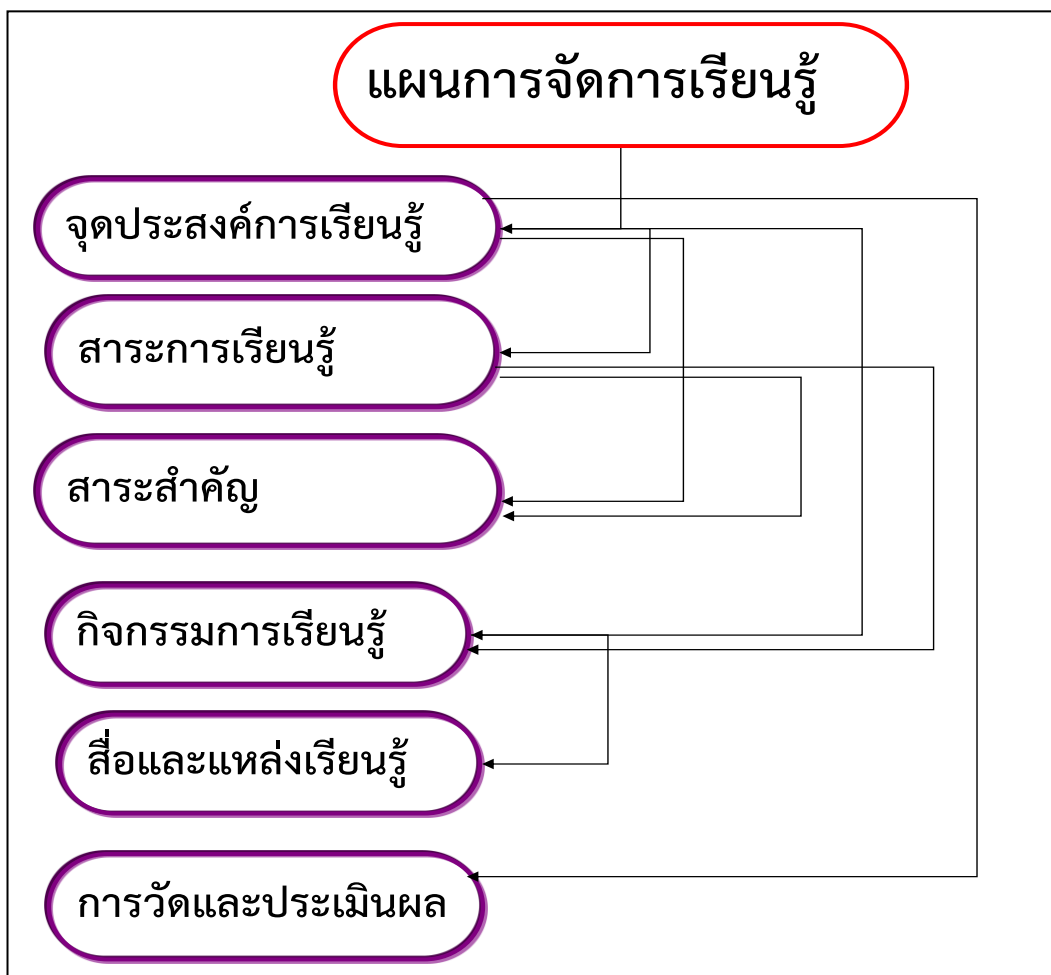 แผนการจัดการเรียนรู้
จุดประสงค์การเรียนรู้
สาระการเรียนรู้
สาระสำคัญ
กิจกรรมการเรียนรู้
สื่อและแหล่งเรียนรู้
การวัดและประเมินผล